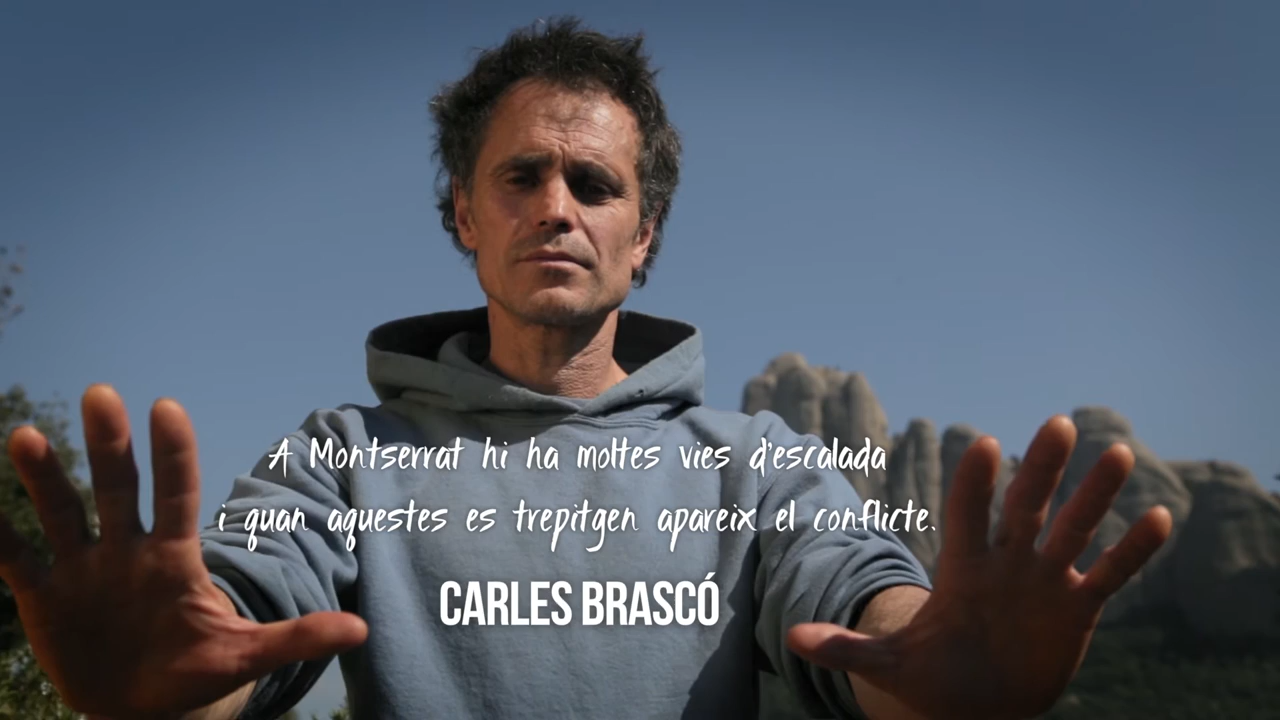 A Montserrat hi ha moltes vies d'escalada
i quan aquestes es trepitgen apareix el conflicte.
CARLES BRASCÓ